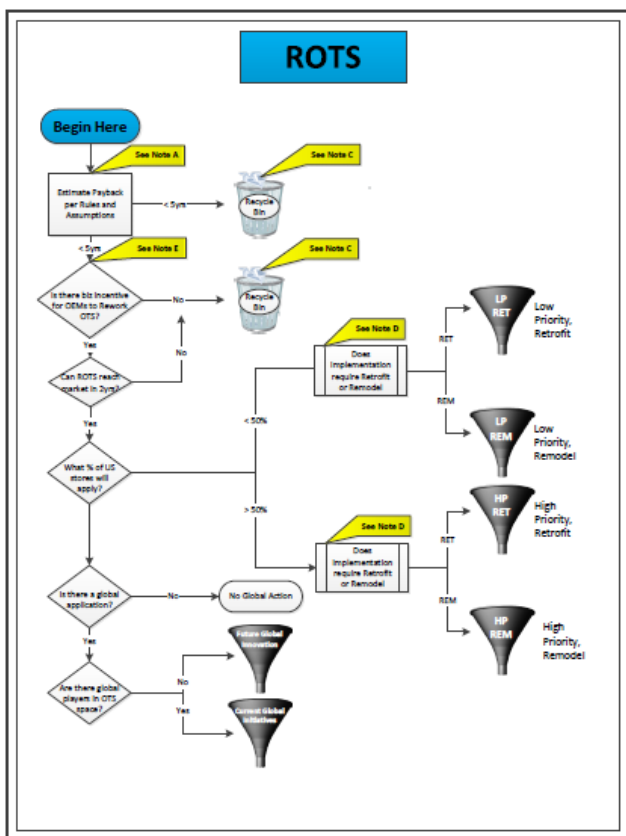 ROTS
Begin Here
See Note A
See Note C
Estimate Payback
per Rules and
Assumptions
< 5yrs
Recycle
Bin
< 5yrs
See Note E
See Note C
Is there biz incentive
for OEMs to Rework
OTS?
No
Recycle
Bin
Yes
No
Can ROTS reach
market in 2yrs?
Yes
See Note D
Does
Implementation
require Retrofit
or Remodel
RET
LP
RET
Low
Priority,
Retrofit
REM
LP
REM
Low
Priority,
Remodel
< 50%
What % of US
stores will
apply?
> 50%
See Note D
Does
Implementation
require Retrofit
or Remodel
RET
HP
RET
High
Priority,
Retrofit
REM
HP
REM
High
Priority,
Remodel
Is there a global
application?
No
No Global Action
Yes
Are there global
players in OTS
space?
No
Future Global
Innovation
Yes
Current Global
Initiatives